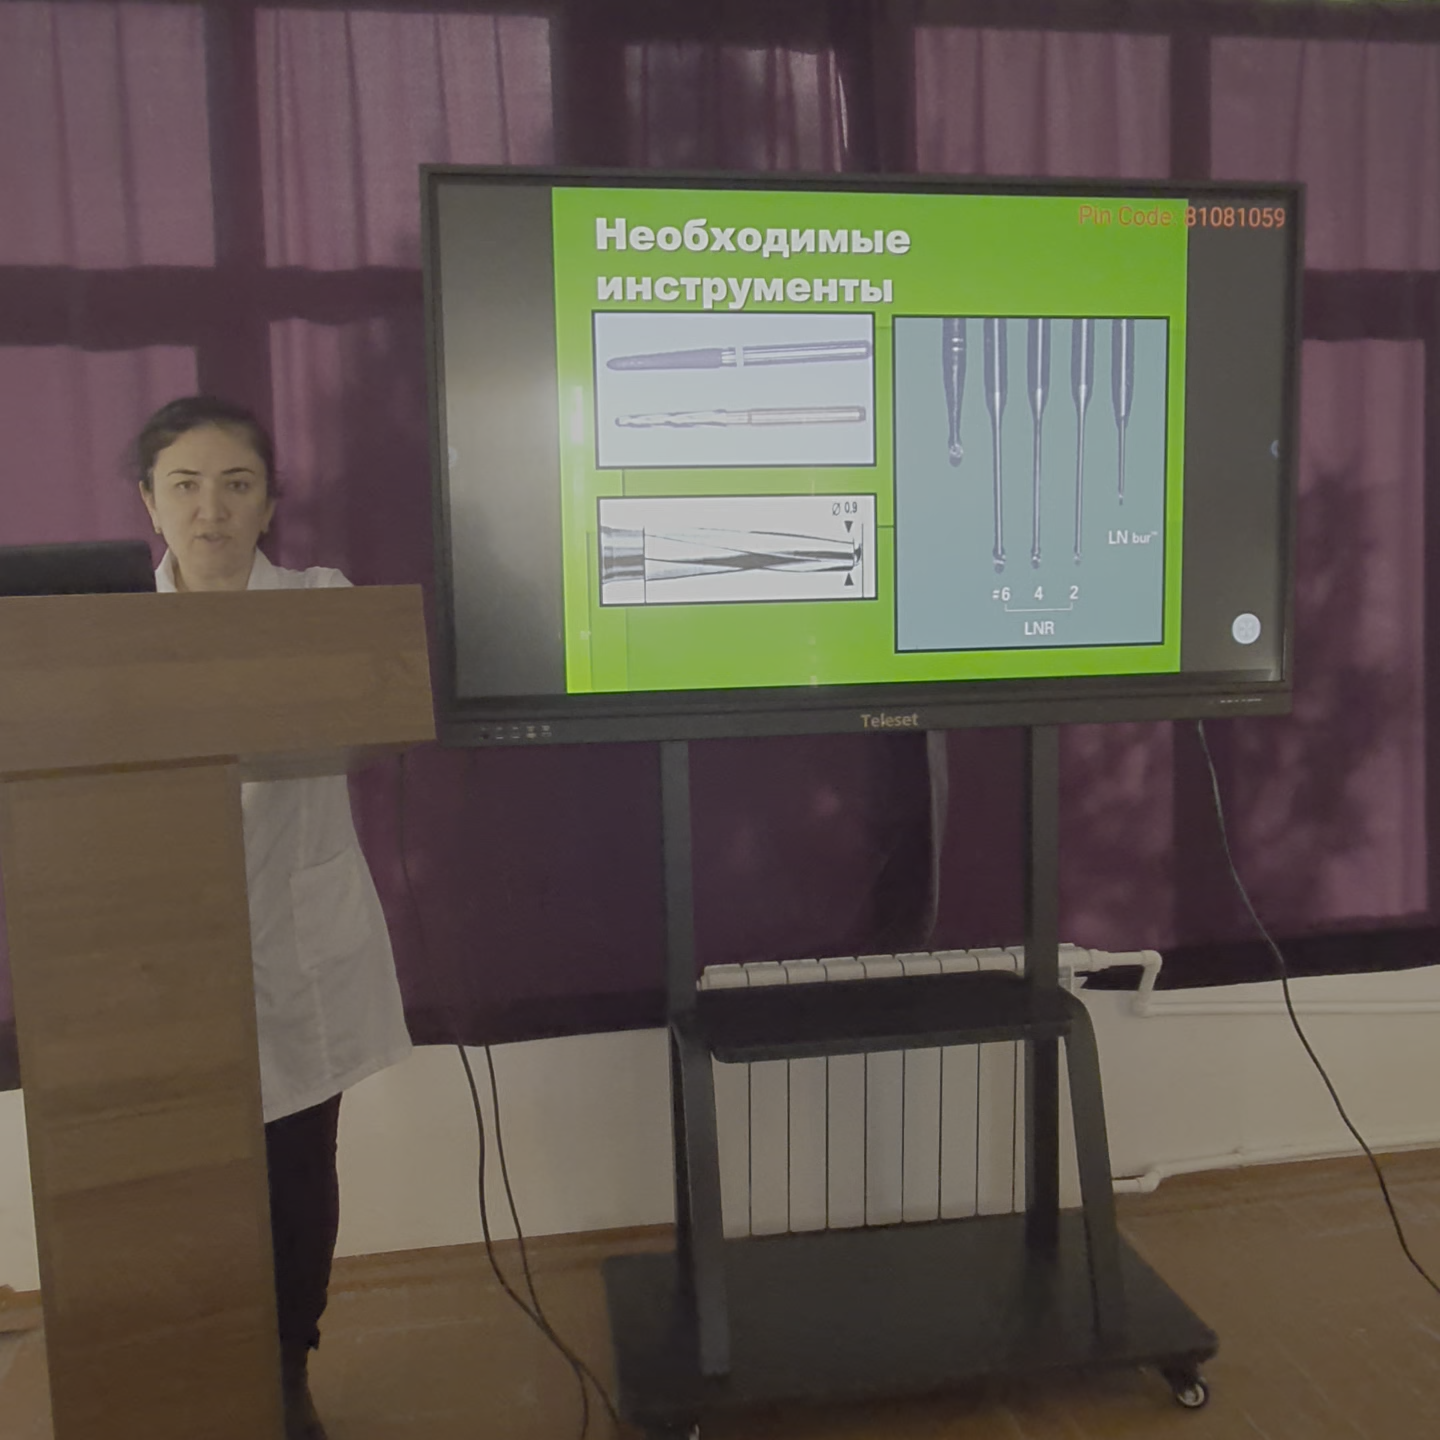 Pin Code: 81081059
Необходимые
инструменты
Ø 0.9
LN bur™
#6 4 2
LNR
Teleset